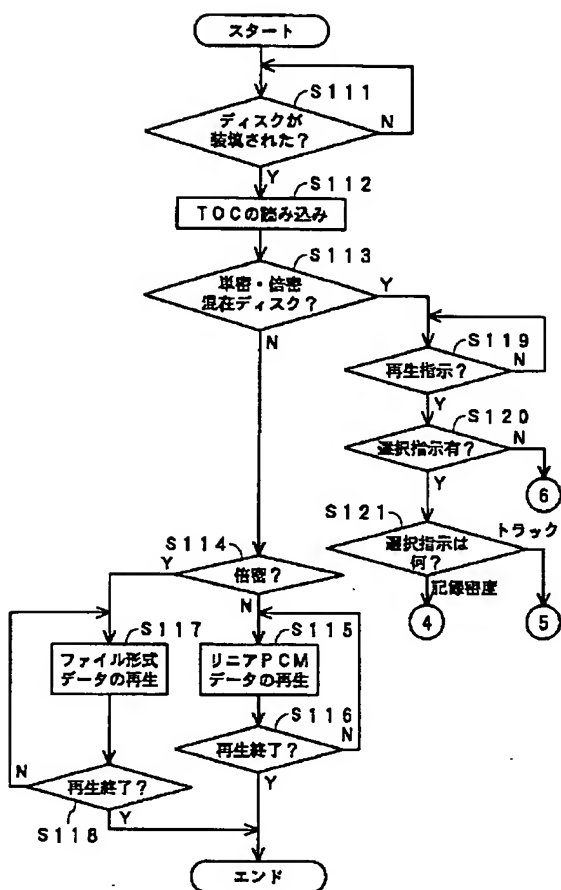 スタート
S111
ディスクが
装填された?
N
Y
S112
TOCの読み込み
S113
単密・倍密
混在ディスク?
Y
N
S119
再生指示?
N
Y
S120
選択指示有?
N
Y
6
S121
選択指示は
何?
トラック
記録密度
4
5
S114
倍密?
Y
N
S117
ファイル形式
データの再生
S115
リニアPCM
データの再生
S116
再生終了?
N
Y
再生終了?
N
Y
S118
エンド